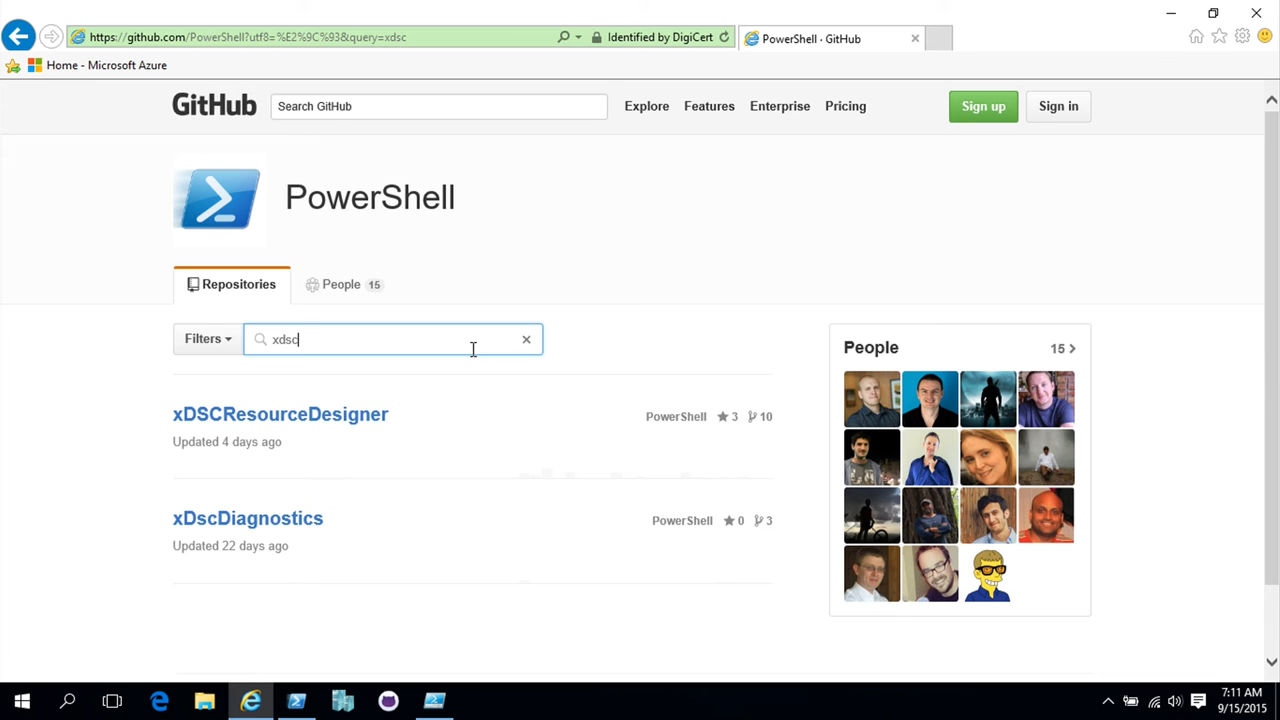 https://github.com/PowerShell?utf8=%E2%9C%93&query=xdsc
Identified by DigiCert
PowerShell · GitHub
Home - Microsoft Azure
GitHub
Search GitHub
Explore
Features
Enterprise
Pricing
Sign up
Sign in
PowerShell
Repositories
People 15
Filters
xdsc
xDSCResourceDesigner
PowerShell 3 10
Updated 4 days ago
xDscDiagnostics
PowerShell 0 3
Updated 22 days ago
People
15
7:11 AM
9/15/2015